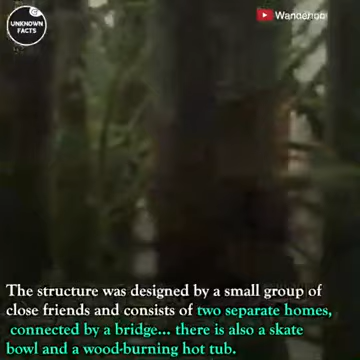 UNKNOWN
FACTS
The structure was designed by a small group of
close friends and consists of two separate homes,
connected by a bridge... there is also a skate
bowl and a wood-burning hot tub.